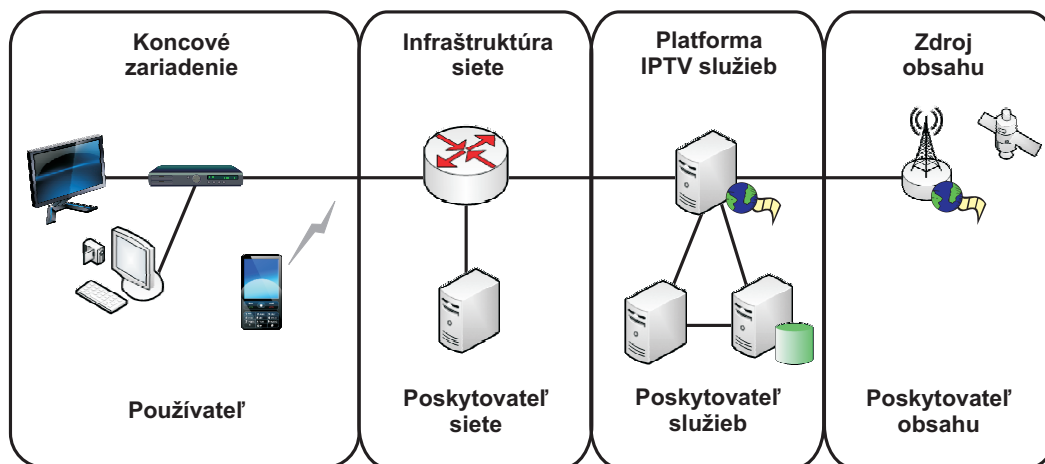 Koncové
zariadenie
Infraštruktúra
siete
Platforma
IPTV služieb
Zdroj
obsahu
Používateľ
Poskytovateľ
siete
Poskytovateľ
služieb
Poskytovateľ
obsahu